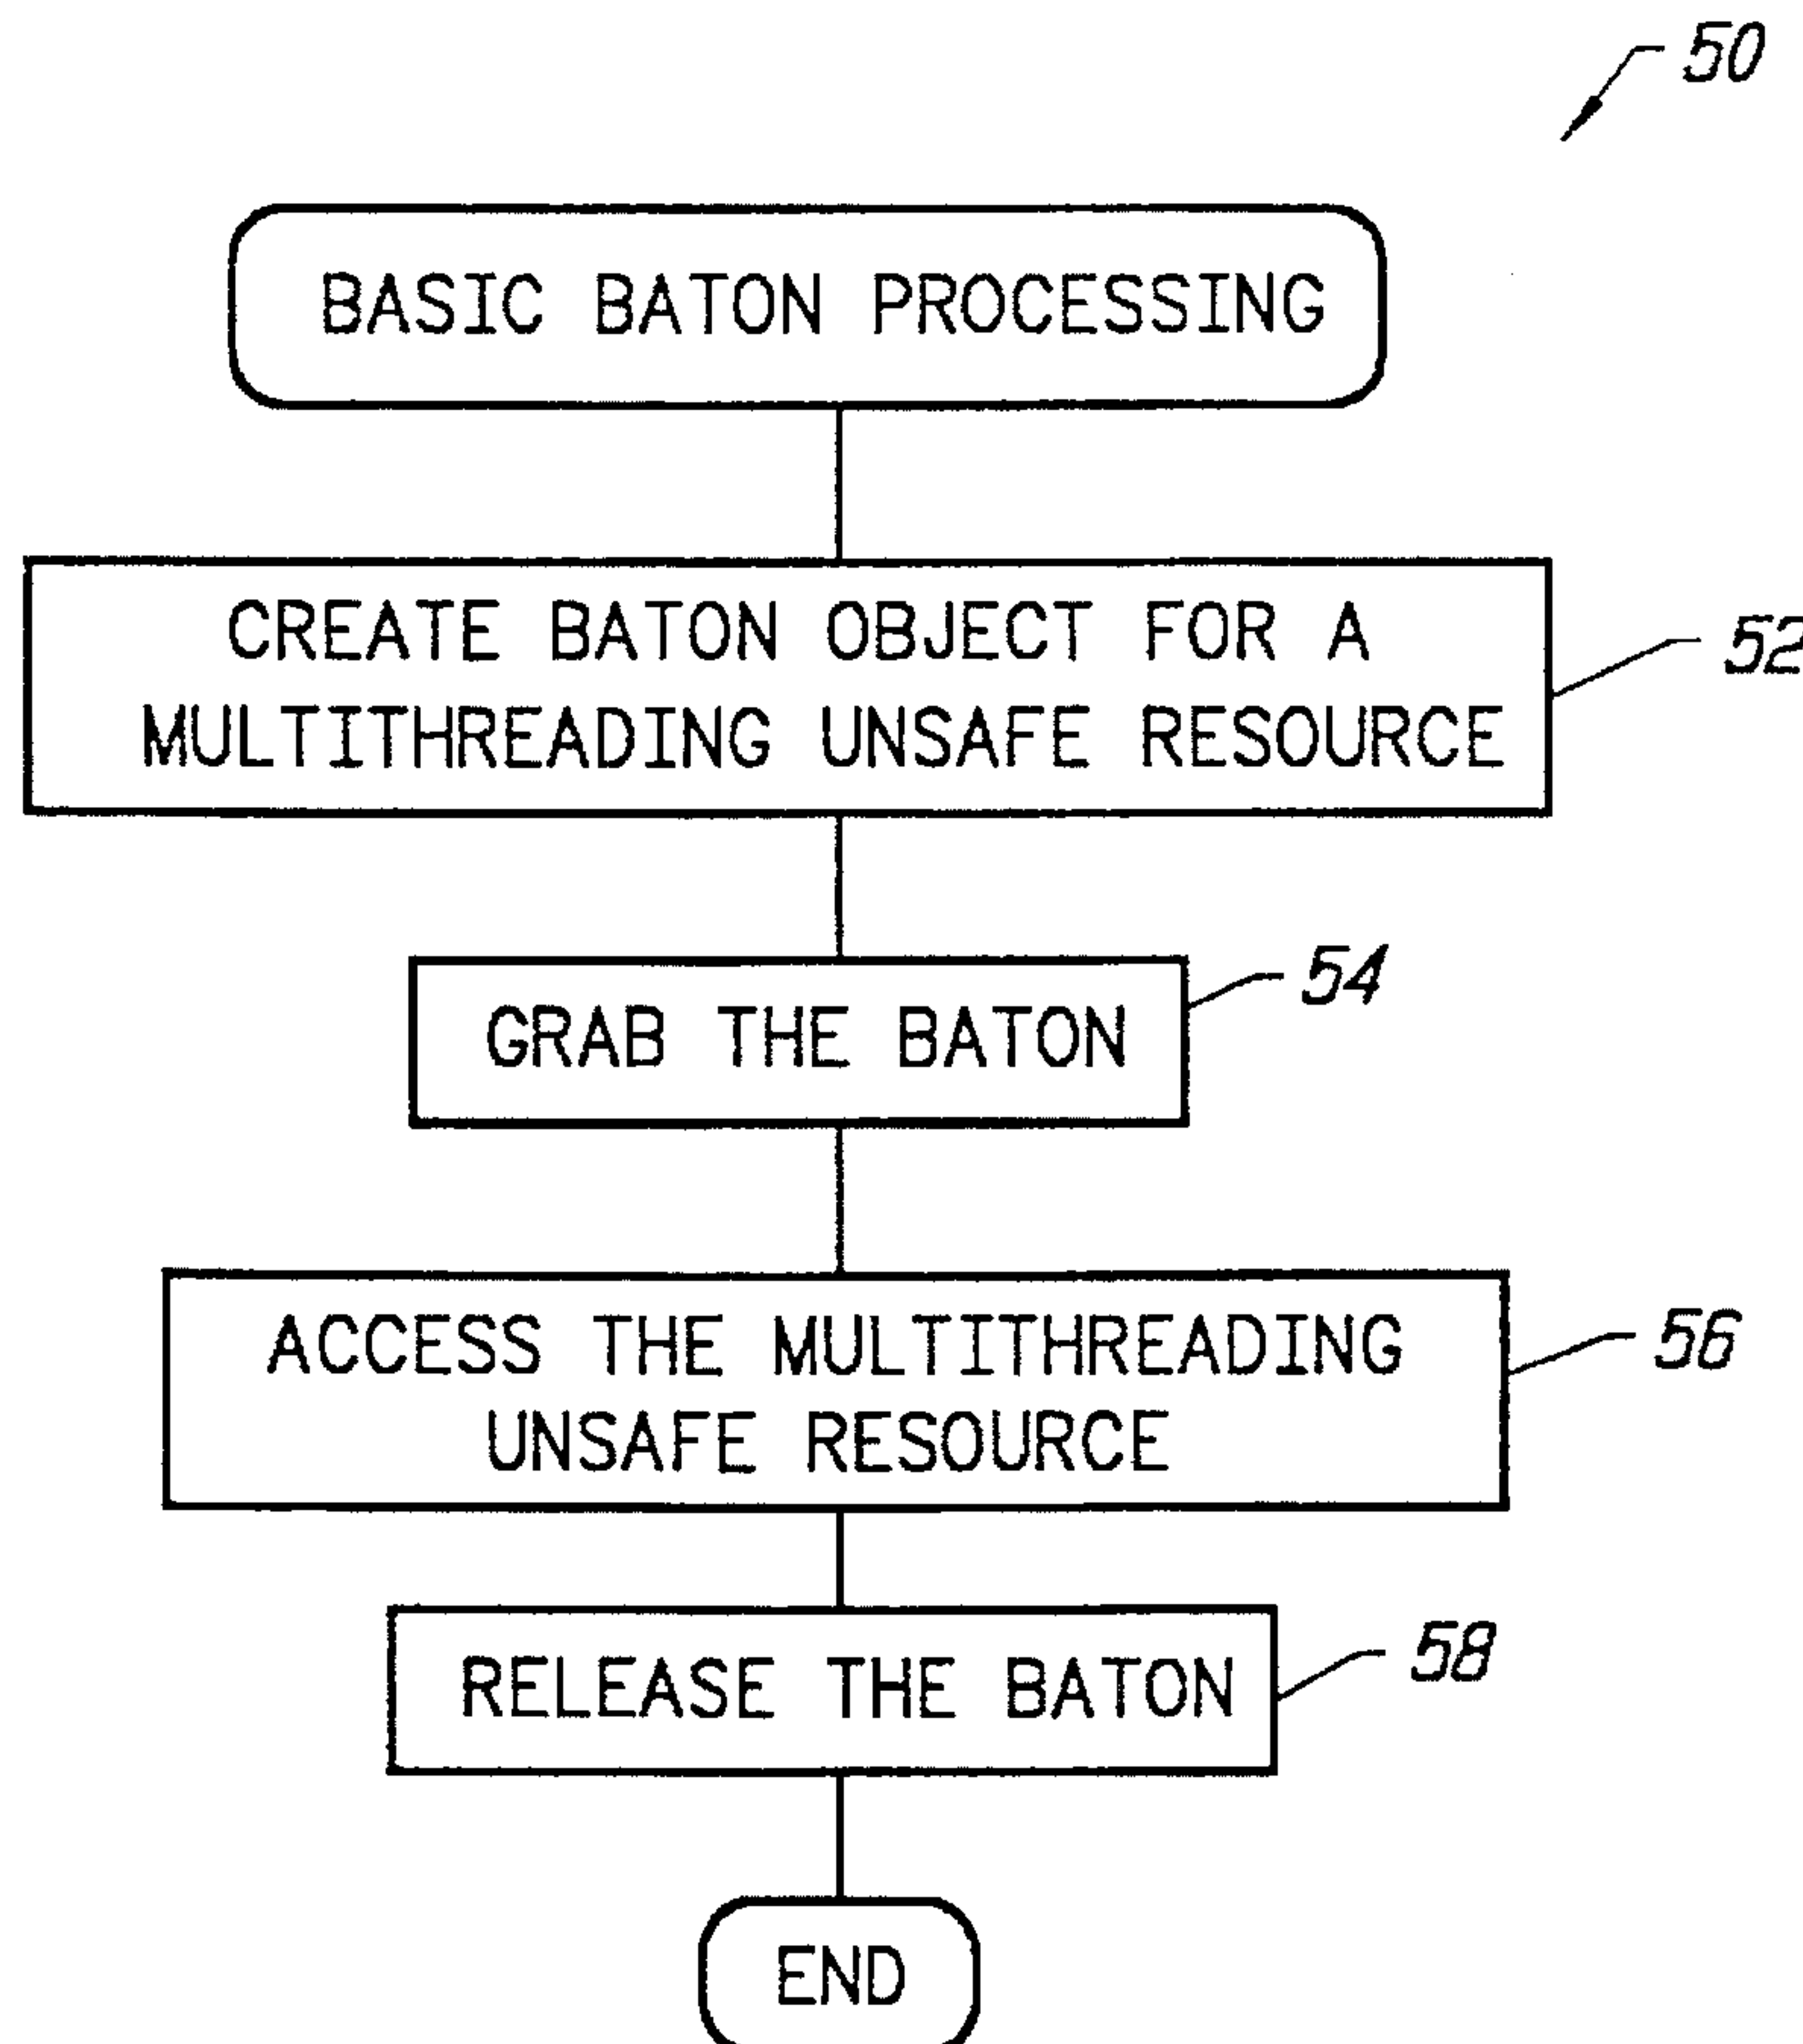 50
BASIC BATON PROCESSING
CREATE BATON OBJECT FOR A
MULTITHREADING UNSAFE RESOURCE
52
GRAB THE BATON
54
ACCESS THE MULTITHREADING
UNSAFE RESOURCE
56
RELEASE THE BATON
58
END